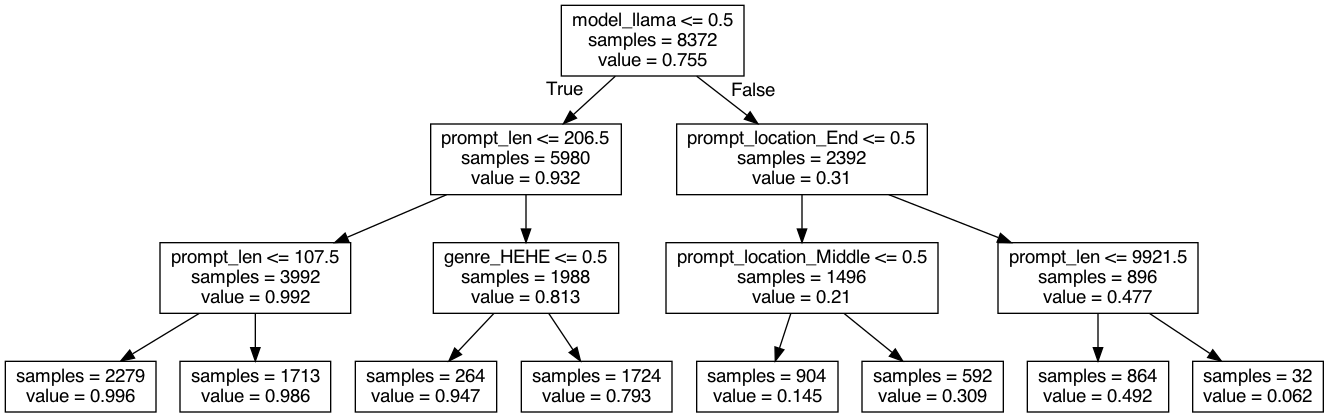 model_llama <= 0.5
samples = 8372
value = 0.755
True
False
prompt_len <= 206.5
samples = 5980
value = 0.932
prompt_location_End <= 0.5
samples = 2392
value = 0.31
prompt_len <= 107.5
samples = 3992
value = 0.992
genre_HEHE <= 0.5
samples = 1988
value = 0.813
prompt_location_Middle <= 0.5
samples = 1496
value = 0.21
prompt_len <= 9921.5
samples = 896
value = 0.477
samples = 2279
value = 0.996
samples = 1713
value = 0.986
samples = 264
value = 0.947
samples = 1724
value = 0.793
samples = 904
value = 0.145
samples = 592
value = 0.309
samples = 864
value = 0.492
samples = 32
value = 0.062